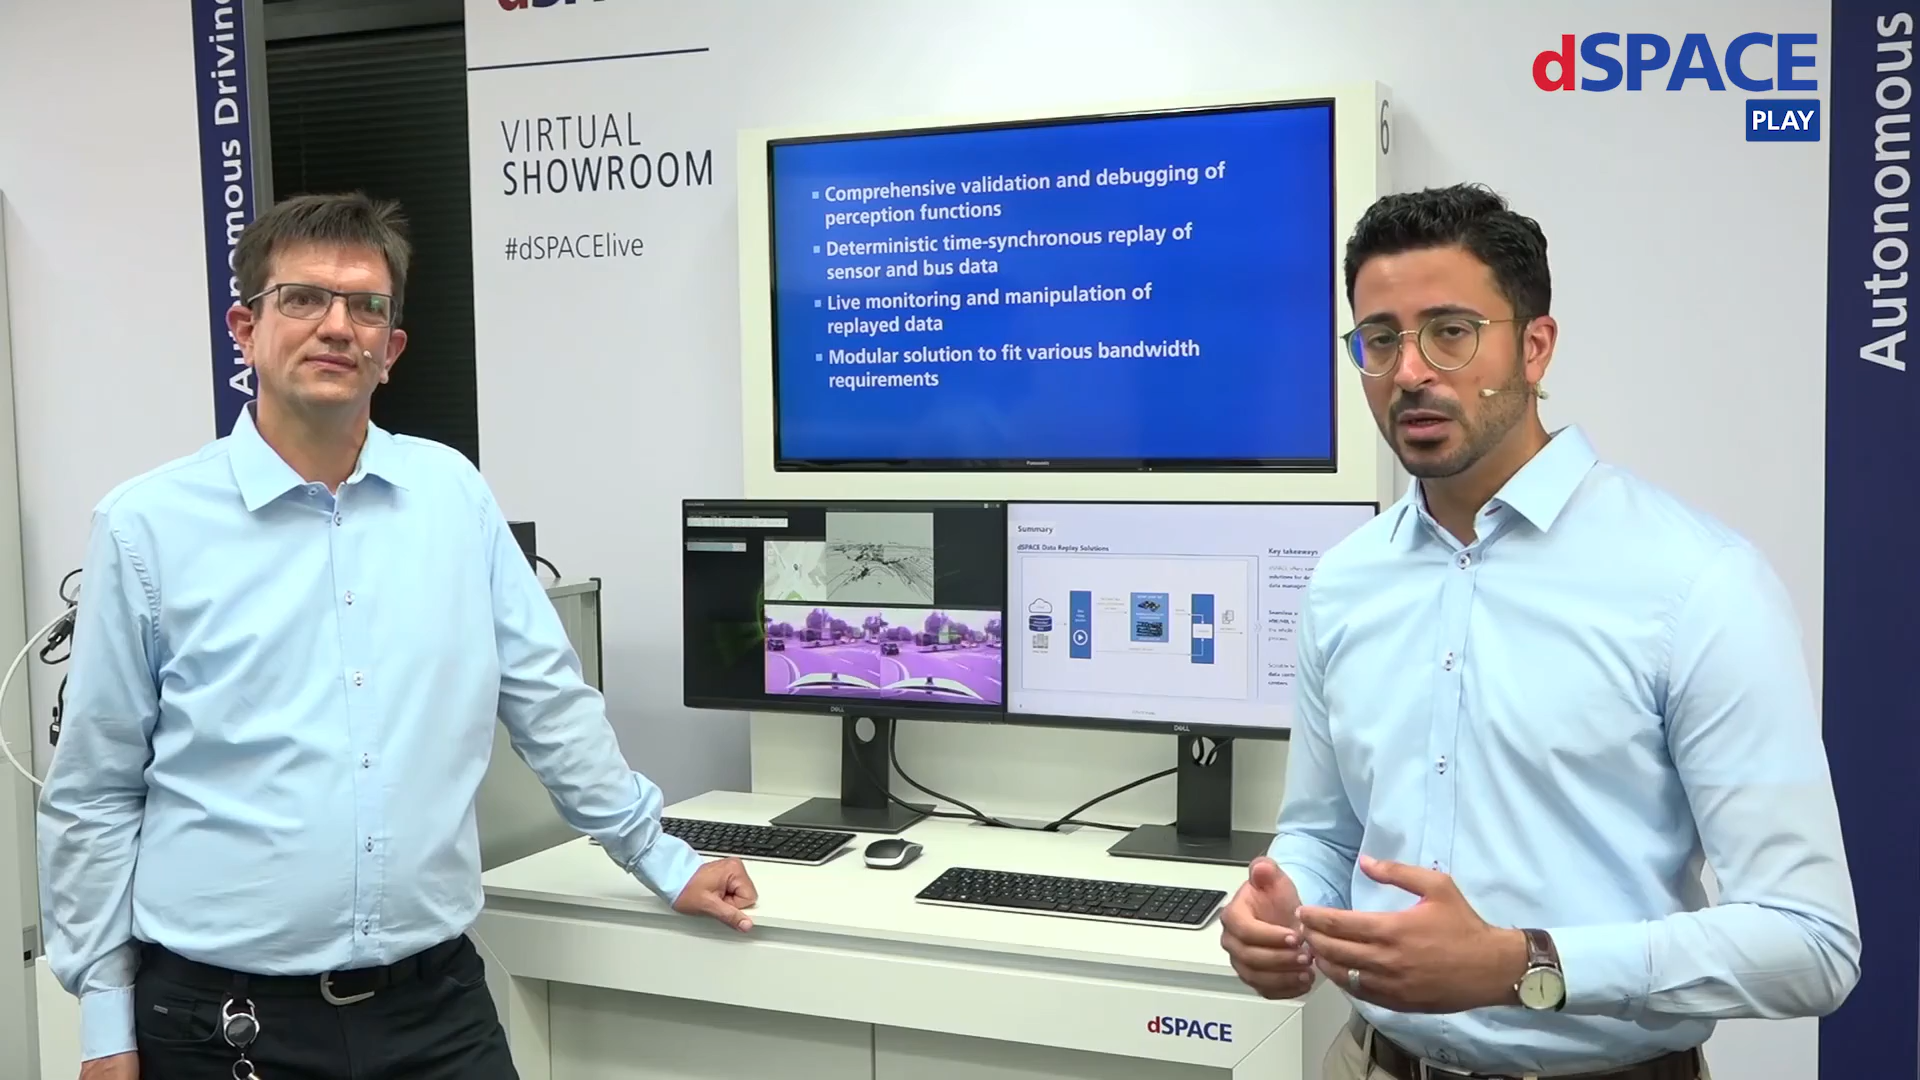 Autonomous Driving
VIRTUAL
SHOWROOM
#dSPACElive
Comprehensive validation and debugging of
perception functions
Deterministic time-synchronous replay of
sensor and bus data
Live monitoring and manipulation of
replayed data
Modular solution to fit various bandwidth
requirements
Panasonic
6
dSPACE
PLAY
Autonomous
Summary
dSPACE Data Replay Solutions
Key takeaways
DELL
DELL
dSPACE